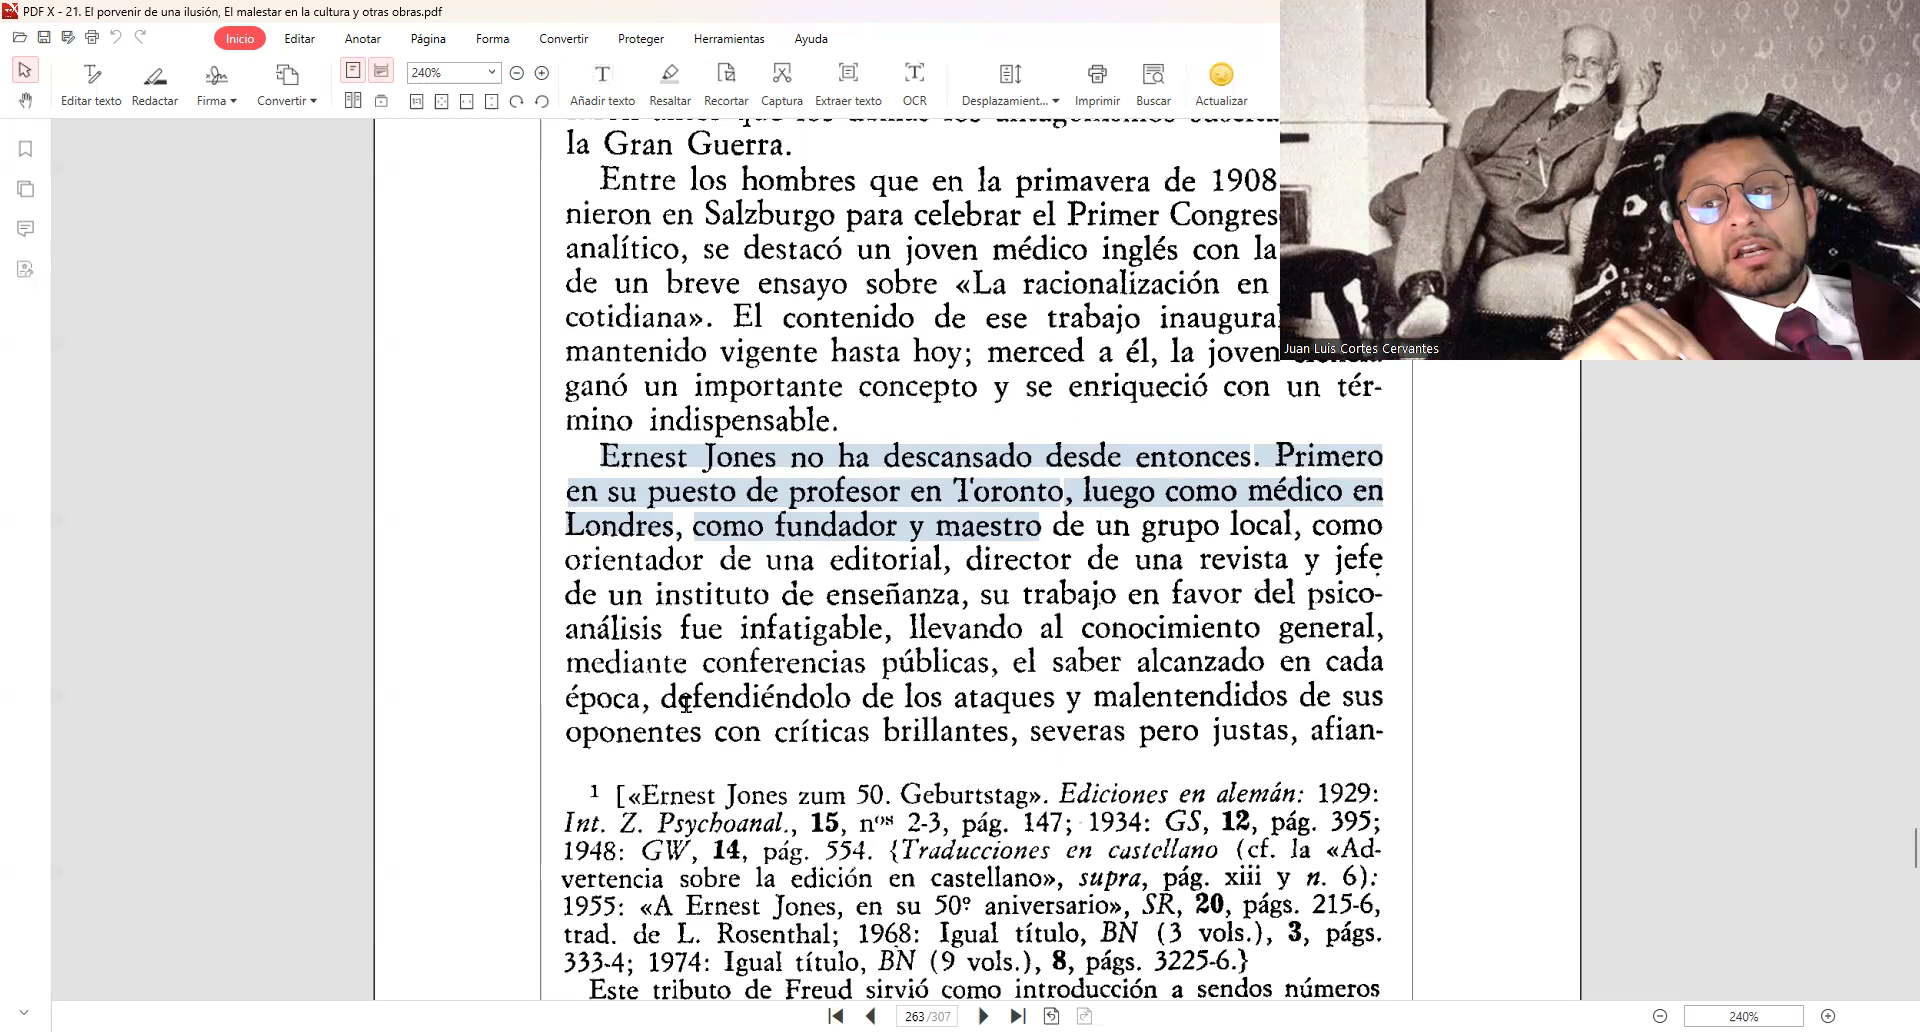 PDF X - 21. El porvenir de una ilusión, El malestar en la cultura y otras obras.pdf
Inicio Editar Anotar Página Forma Convertir Proteger Herramientas Ayuda
240%
Editar texto Redactar Firma Convertir Añadir texto Resaltar Recortar Captura Extraer texto OCR Desplazamient... Imprimir Buscar Actualizar
la Gran Guerra.
Entre los hombres que en la primavera de 1908
nieron en Salzburgo para celebrar el Primer Congres
analítico, se destacó un joven médico inglés con la
de un breve ensayo sobre «La racionalización en
cotidiana». El contenido de ese trabajo inaugural
mantenido vigente hasta hoy; merced a él, la joven
ganó un importante concepto y se enriqueció con un tér-
mino indispensable.
Ernest Jones no ha descansado desde entonces. Primero
en su puesto de profesor en Toronto, luego como médico en
Londres, como fundador y maestro de un grupo local, como
orientador de una editorial, director de una revista y jefe
de un instituto de enseñanza, su trabajo en favor del psico-
análisis fue infatigable, llevando al conocimiento general,
mediante conferencias públicas, el saber alcanzado en cada
época, defendiéndolo de los ataques y malentendidos de sus
oponentes con críticas brillantes, severas pero justas, afian-
1 [«Ernest Jones zum 50. Geburtstag». Ediciones en alemán: 1929:
Int. Z. Psychoanal., 15, nos 2-3, pág. 147; 1934: GS, 12, pág. 395;
1948: GW, 14, pág. 554. {Traducciones en castellano (cf. la «Ad-
vertencia sobre la edición en castellano», supra, pág. xiii y n. 6):
1955: «A Ernest Jones, en su 50º aniversario», SR, 20, págs. 215-6,
trad. de L. Rosenthal; 1968: Igual título, BN (3 vols.), 3, págs.
333-4; 1974: Igual título, BN (9 vols.), 8, págs. 3225-6.}
Este tributo de Freud sirvió como introducción a sendos números
Juan Luis Cortes Cervantes
263/307
240%